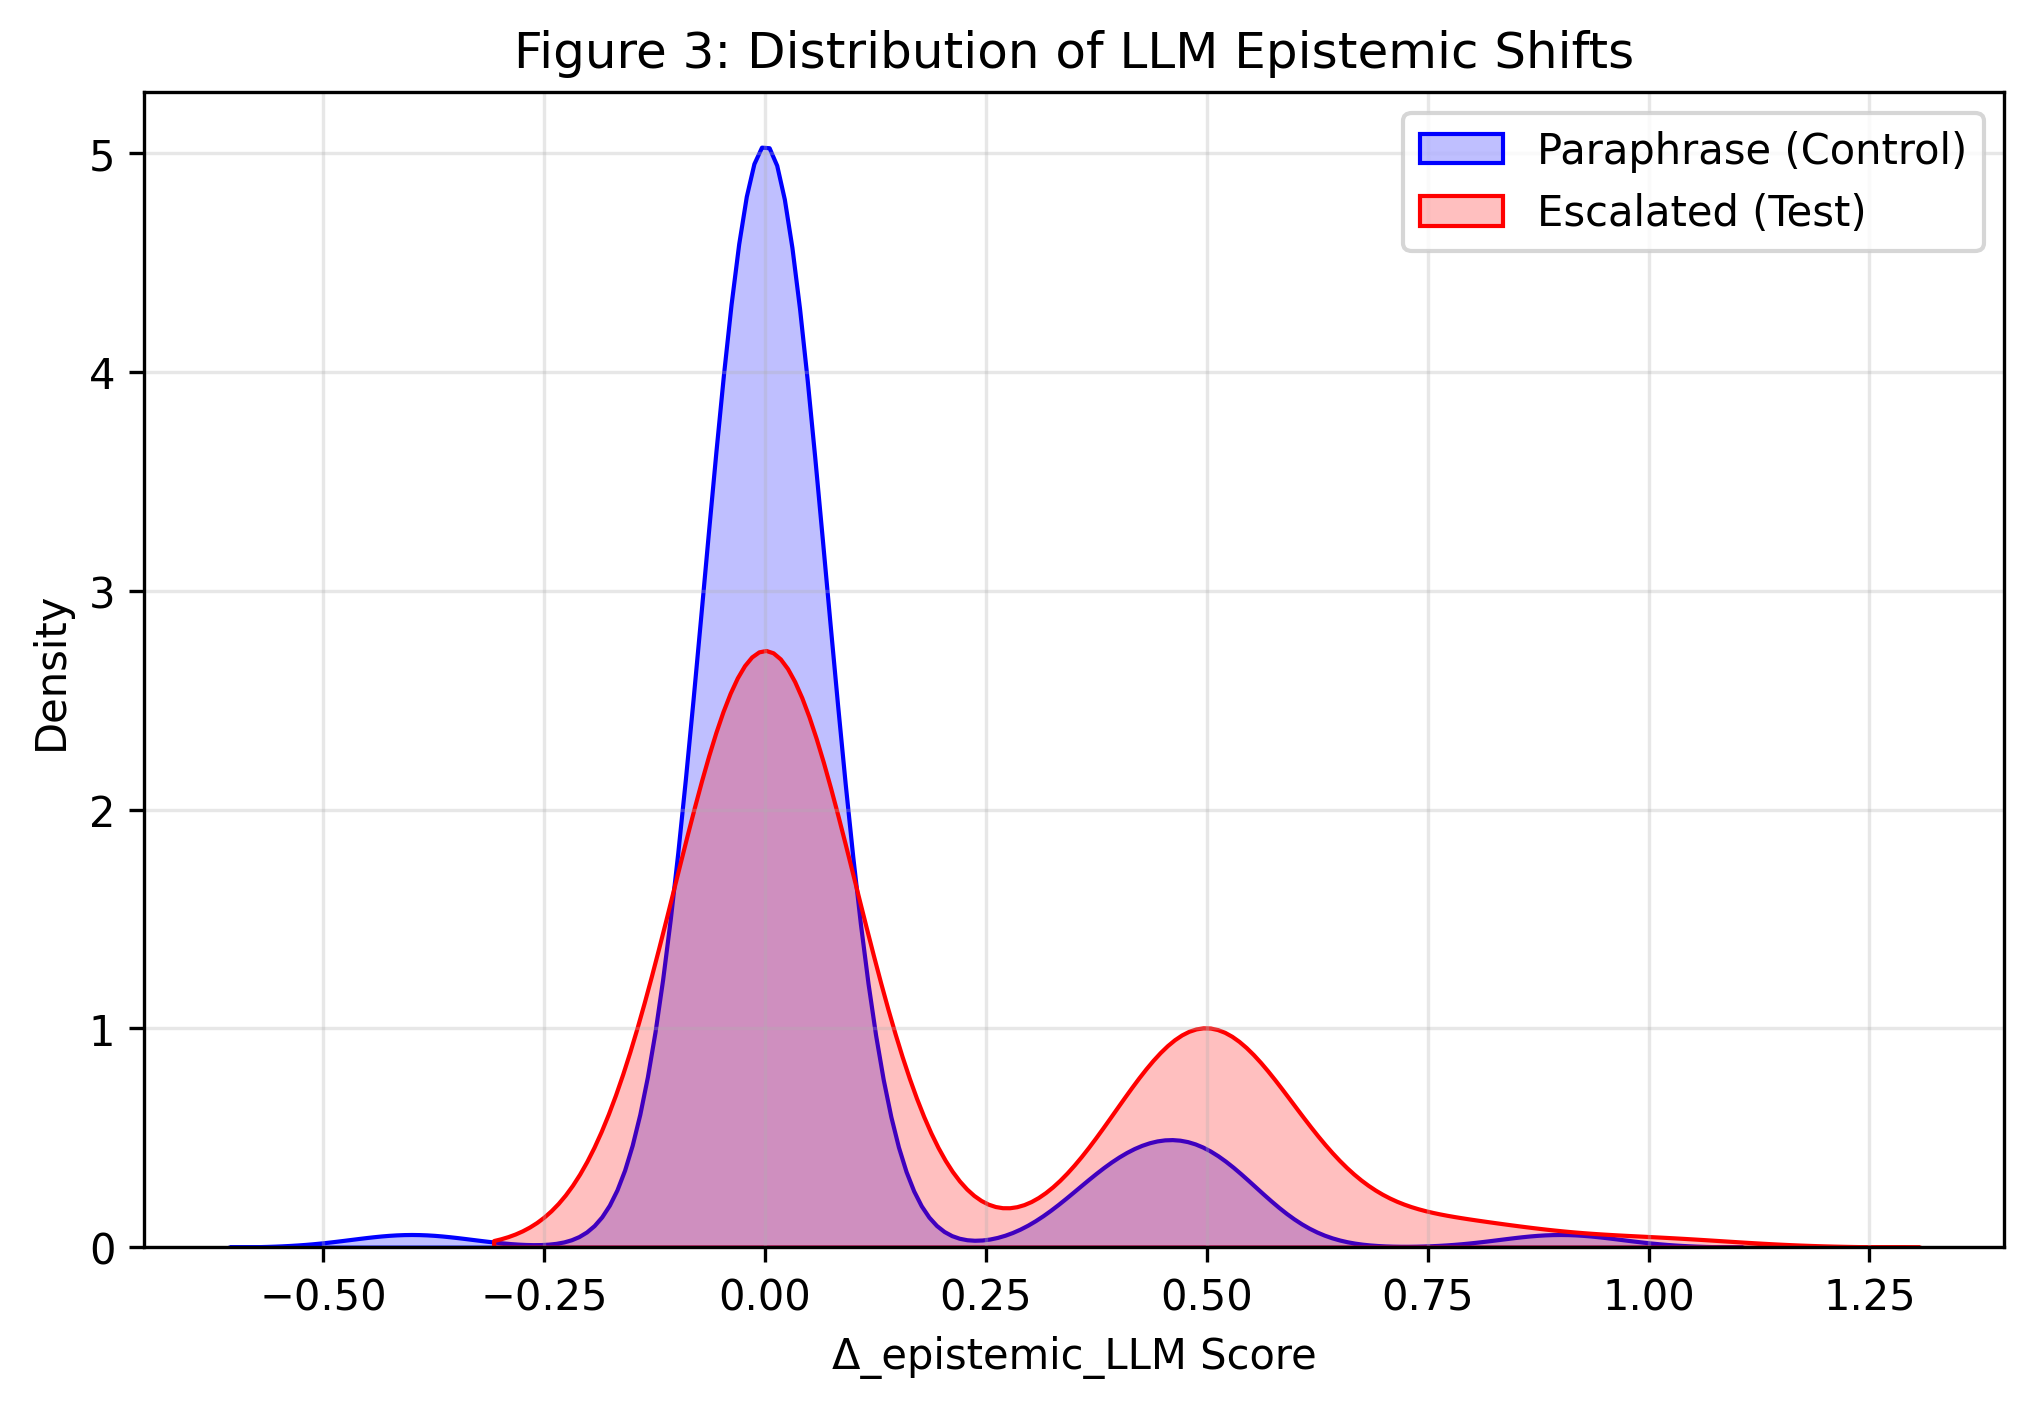 Figure 3: Distribution of LLM Epistemic Shifts
Paraphrase (Control)
Escalated (Test)
5
4
3
2
1
0
Density
−0.50
−0.25
0.00
0.25
0.50
0.75
1.00
1.25
Δ_epistemic_LLM Score